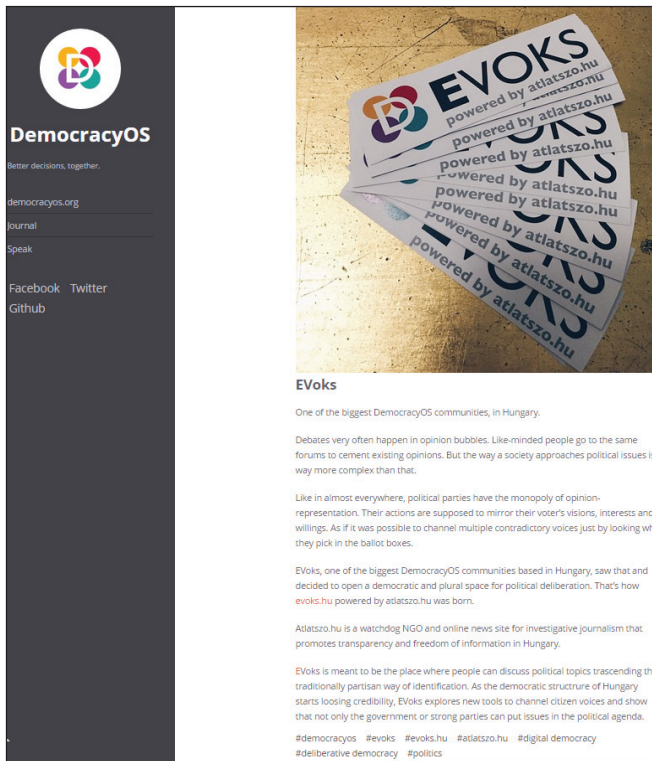 DemocracyOS
Better decisions, together.
democracyos.org
Journal
Speak
Facebook Twitter
Github
EVOKS
powered by atlatszo.hu
powered by atlatszo.hu
powered by atlatszo.hu
powered by atlatszo.hu
powered by atlatszo.hu
powered by atlatszo.hu
powered by atlatszo.hu
EVoks
One of the biggest DemocracyOS communities, in Hungary.
Debates very often happen in opinion bubbles. Like-minded people go to the same
forums to cement existing opinions. But the way a society approaches political issues
way more complex than that.
Like in almost everywhere, political parties have the monopoly of opinion-
representation. Their actions are supposed to mirror their voter's visions, interests and
willings. As if it was possible to channel multiple contradictory voices just by looking
they pick in the ballot boxes.
EVoks, one of the biggest DemocracyOS communities based in Hungary, saw that and
decided to open a democratic and plural space for political deliberation. That's how
evoks.hu powered by atlatszo.hu was born.
Atlatszo.hu is a watchdog NGO and online news site for investigative journalism that
promotes transparency and freedom of information in Hungary.
EVoks is meant to be the place where people can discuss political topics trascending
traditionally partisan way of identification. As the democratic structrure of Hungary
starts loosing credibility, EVoks explores new tools to channel citizen voices and show
that not only the government or strong parties can put issues in the political agenda.
#democracyos #evoks #evoks.hu #atlatszo.hu #digital democracy
#deliberative democracy #politics